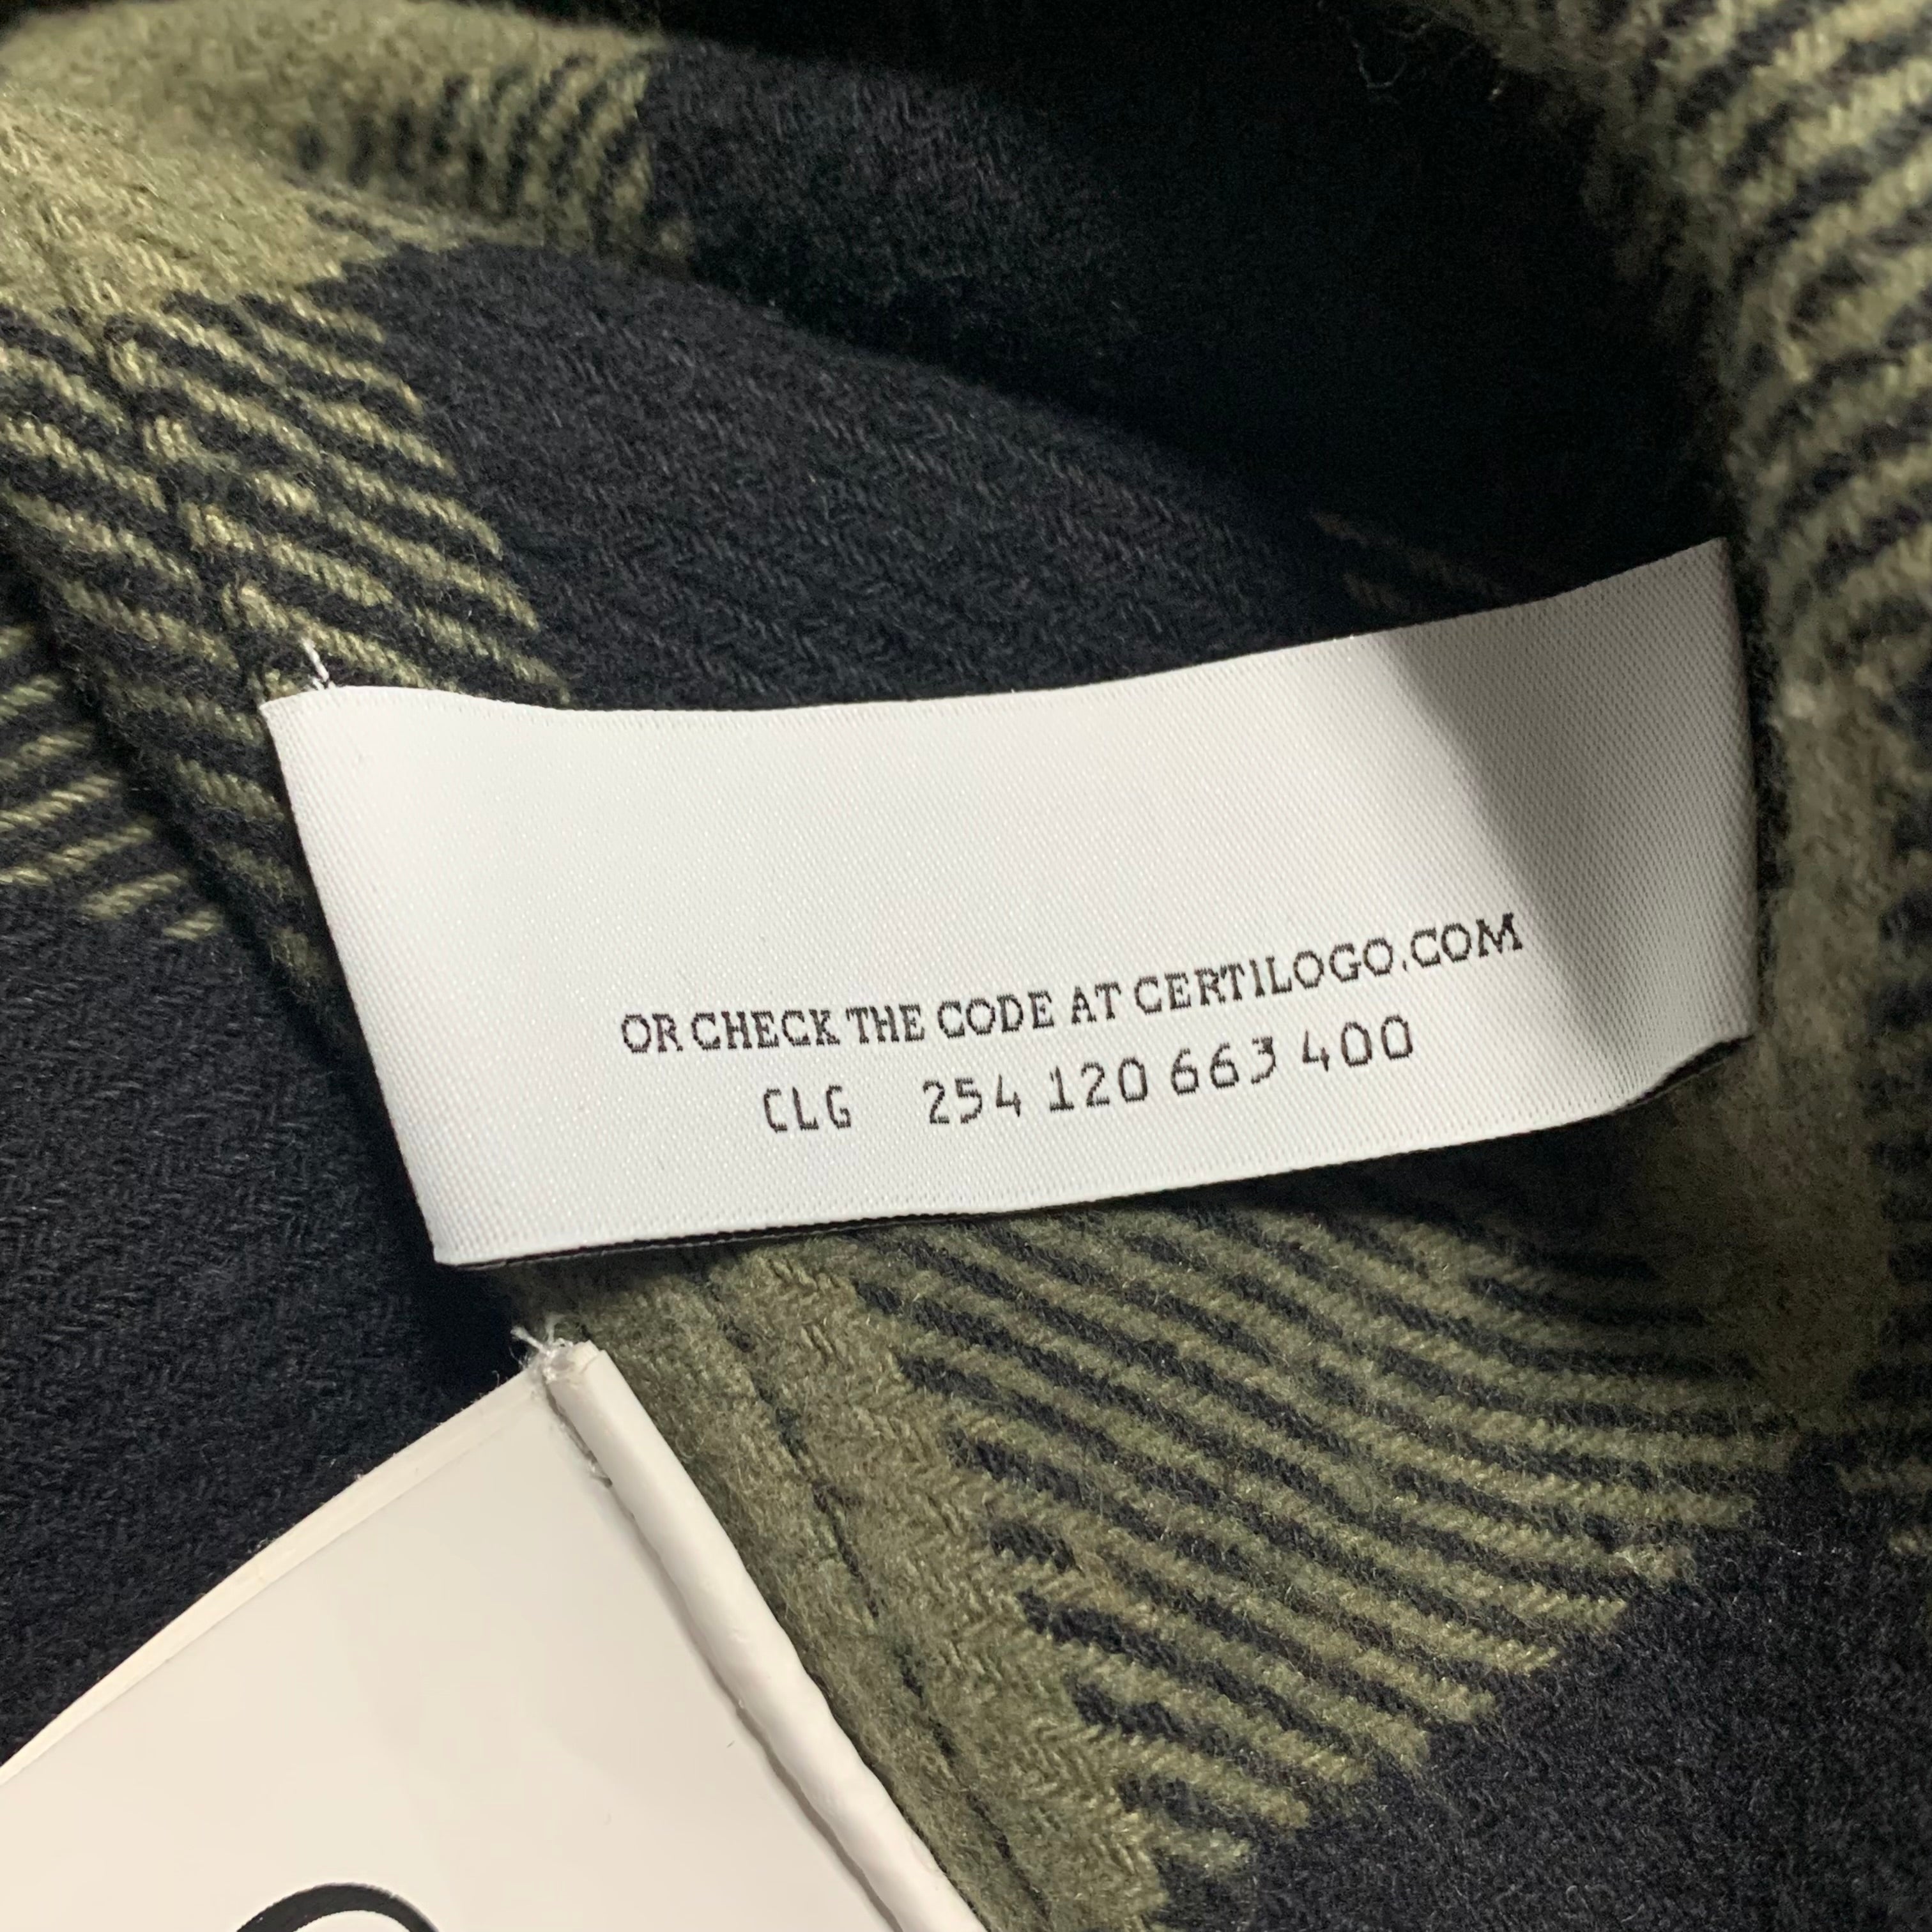 OR CHECK THE CODE AT CERTILOGO.COM
CLG 254 120 663 400